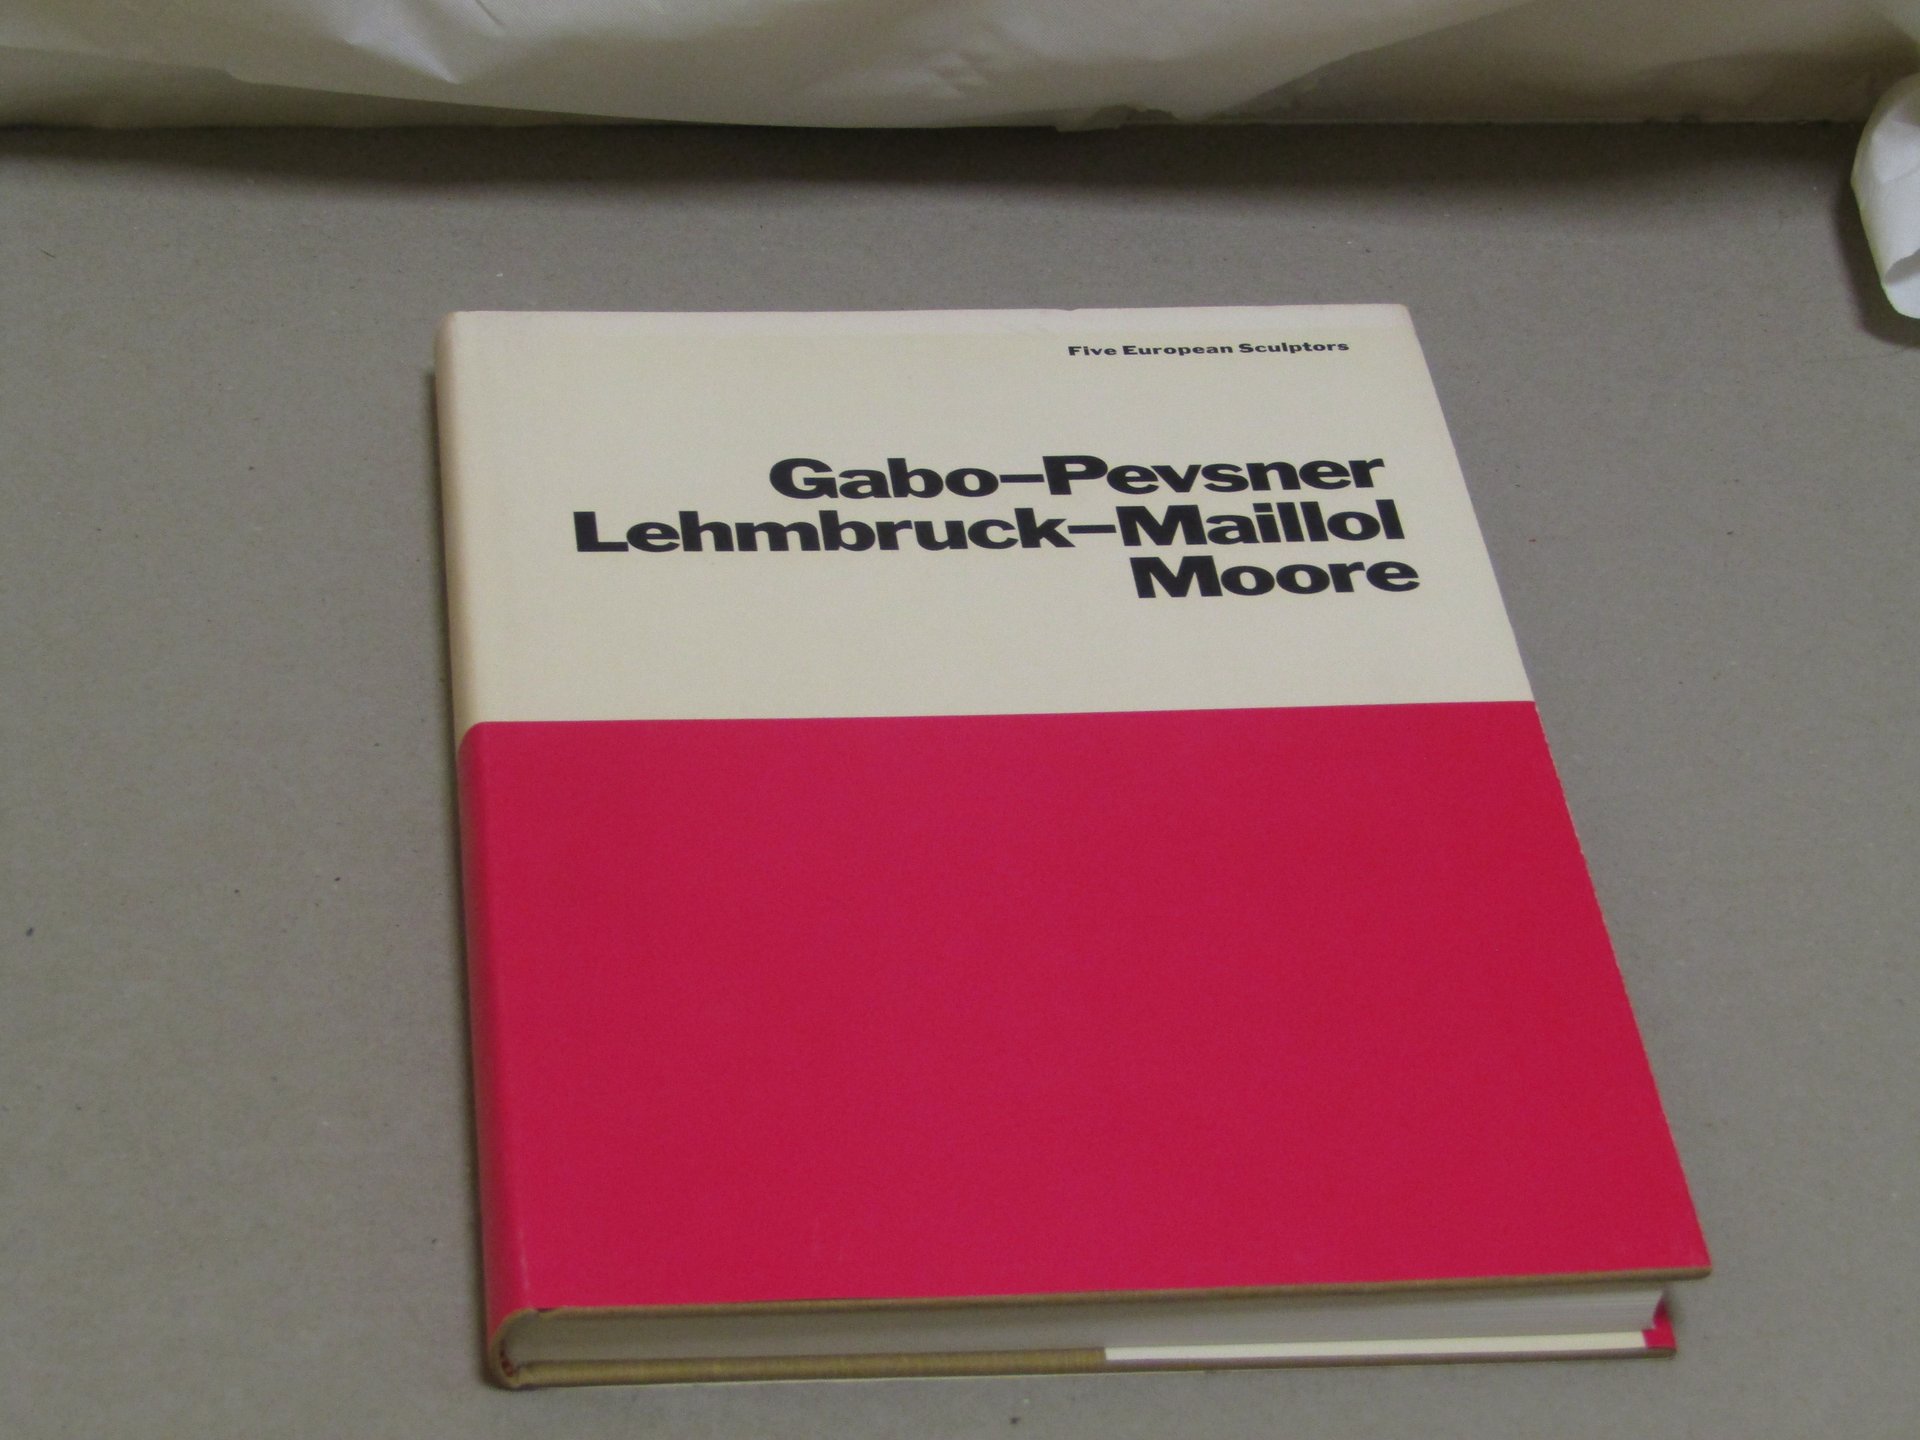 Five European Sculptors
Gabo–Pevsner
Lehmbruck–Maillol
Moore